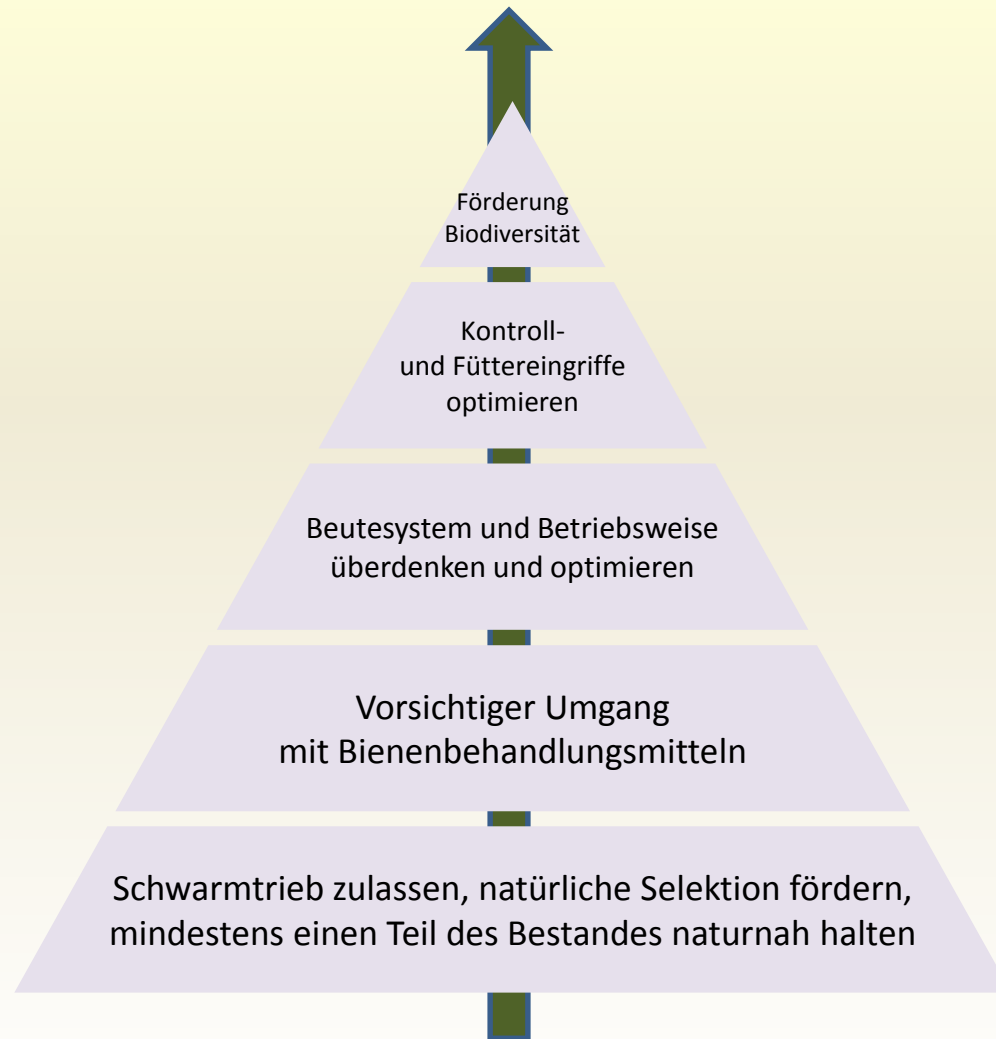 Förderung
Biodiversität
Kontroll-
und Füttereingriffe
optimieren
Beutesystem und Betriebsweise
überdenken und optimieren
Vorsichtiger Umgang
mit Bienenbehandlungsmitteln
Schwarmtrieb zulassen, natürliche Selektion fördern,
mindestens einen Teil des Bestandes naturnah halten